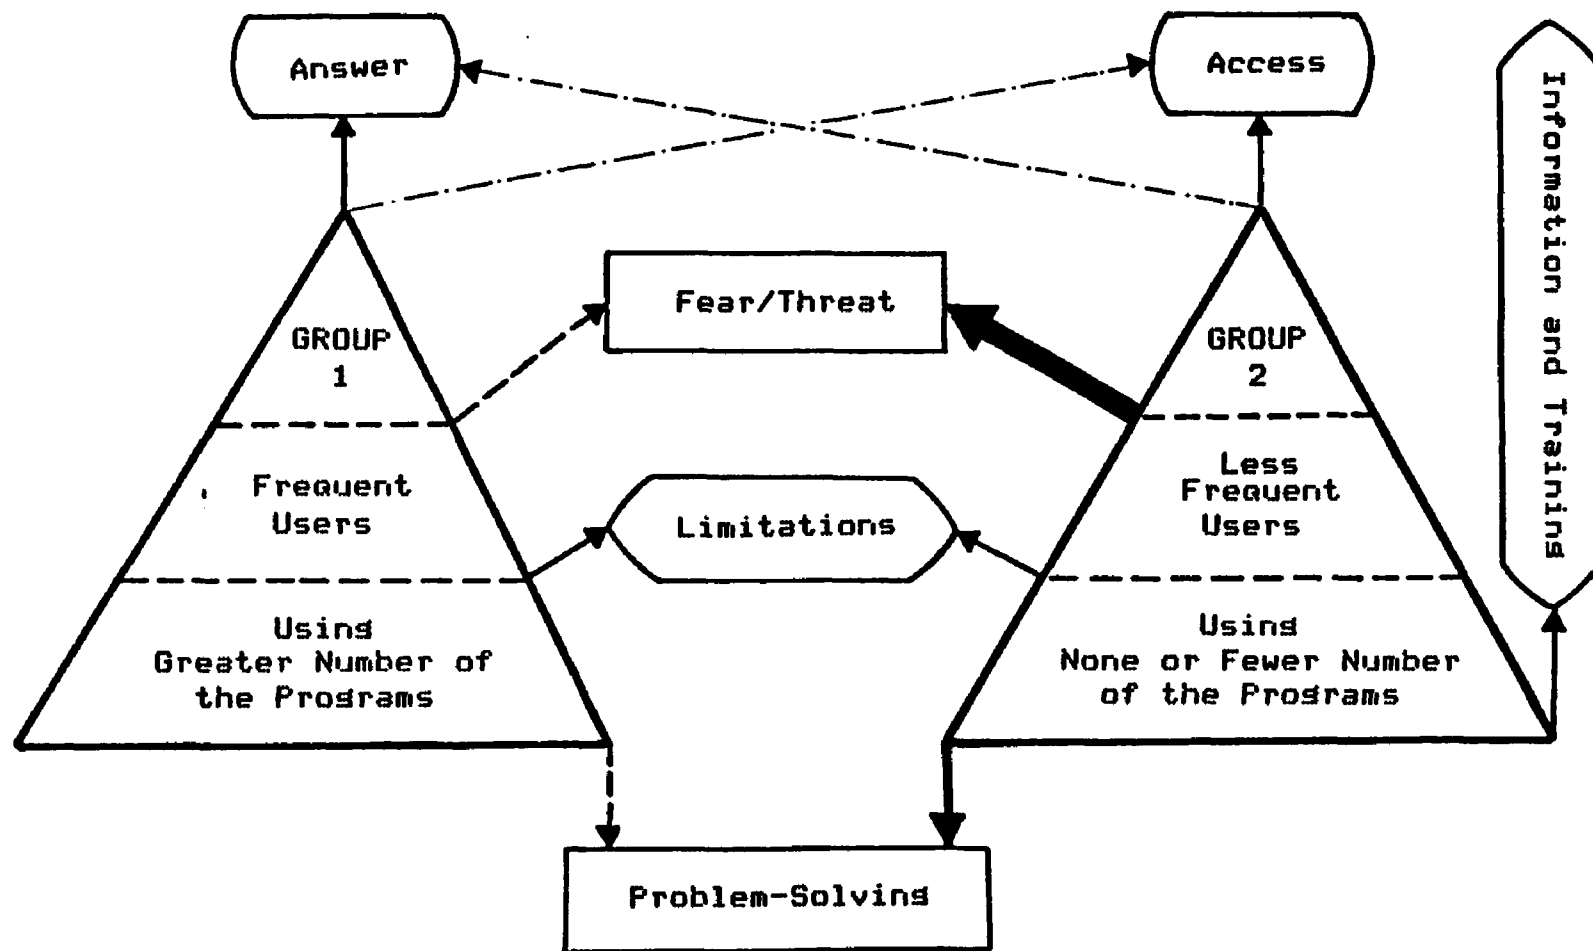 Answer
Access
Information and Training
Fear/Threat
GROUP
1
GROUP
2
Frequent
Users
Limitations
Less
Frequent
Users
Using
Greater Number of
the Programs
Using
None or Fewer Number
of the Programs
Problem-Solving